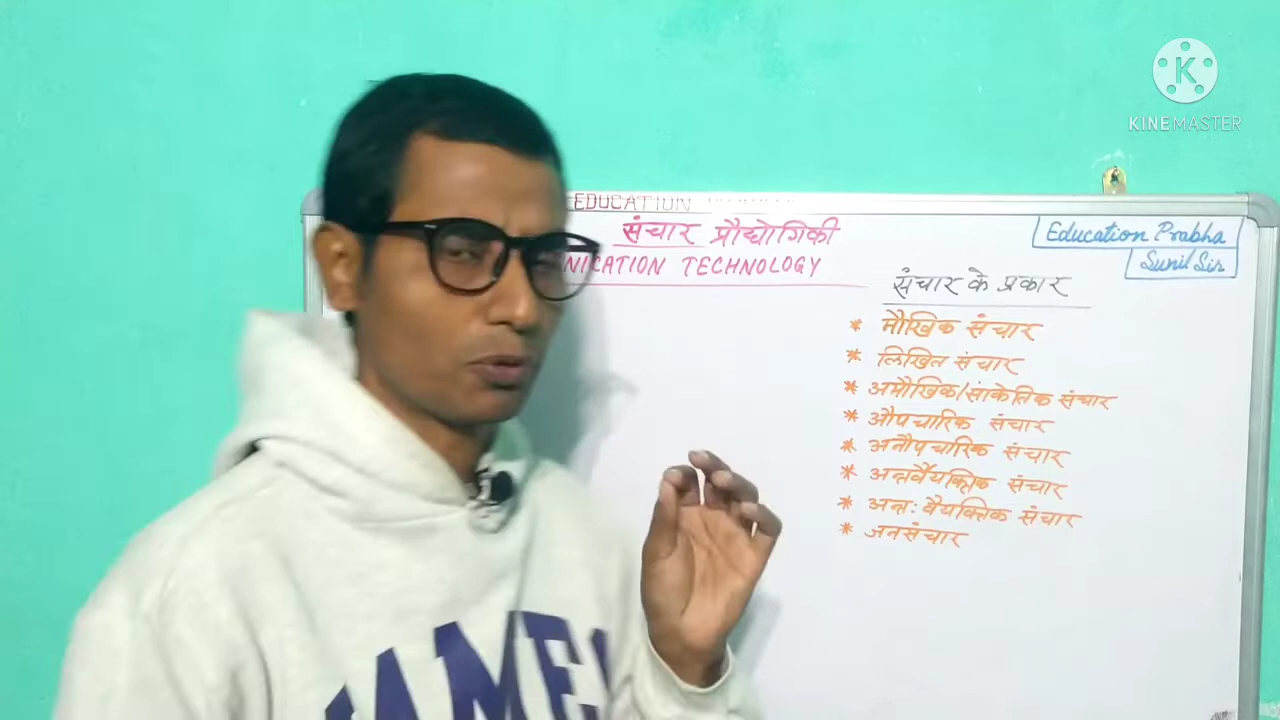 KINEMASTER
EDUCATION
संचार प्रौद्योगिकी
NICATION TECHNOLOGY
Education Prabha
Sunil Sir
संचार के प्रकार
* मौखिक संचार
* लिखित संचार
* अमौखिक/सांकेतिक संचार
* औपचारिक संचार
* अनौपचारिक संचार
* अन्तर्वैयक्तिक संचार
* अन्तः वैयक्तिक संचार
* जनसंचार
JAMES